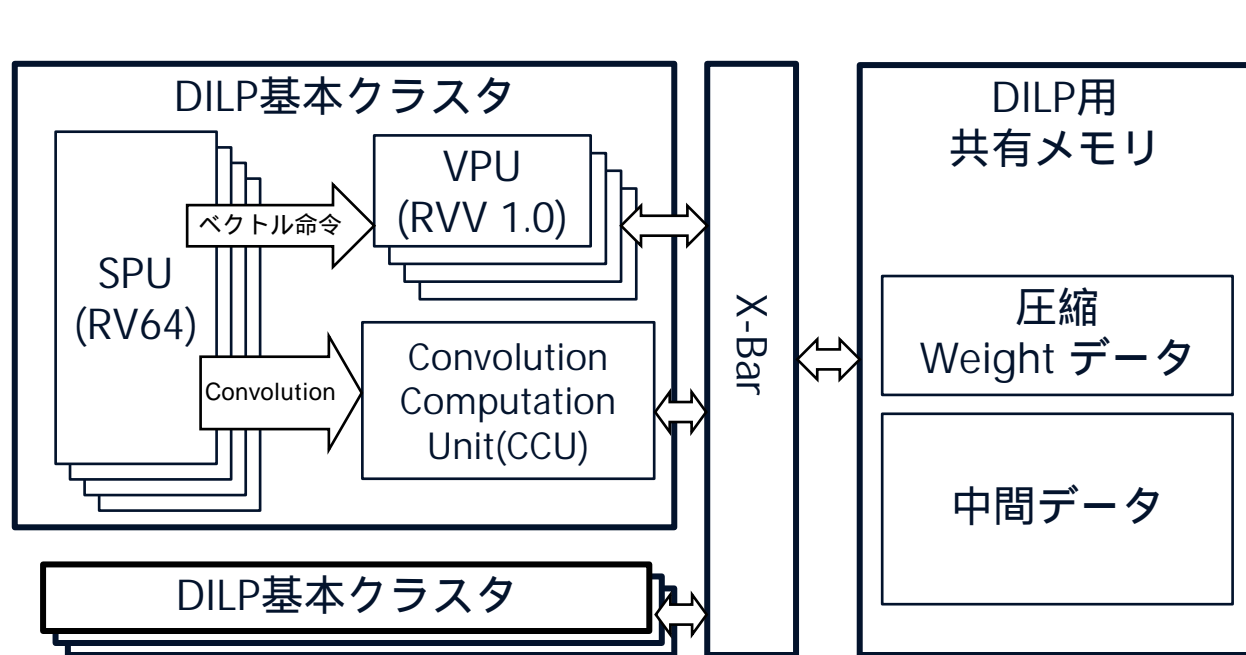 DILP基本クラスタ
SPU
(RV64)
ベクトル命令
VPU
(RVV 1.0)
Convolution
Convolution
Computation
Unit(CCU)
DILP基本クラスタ
X-Bar
DILP用
共有メモリ
圧縮
Weight データ
中間データ